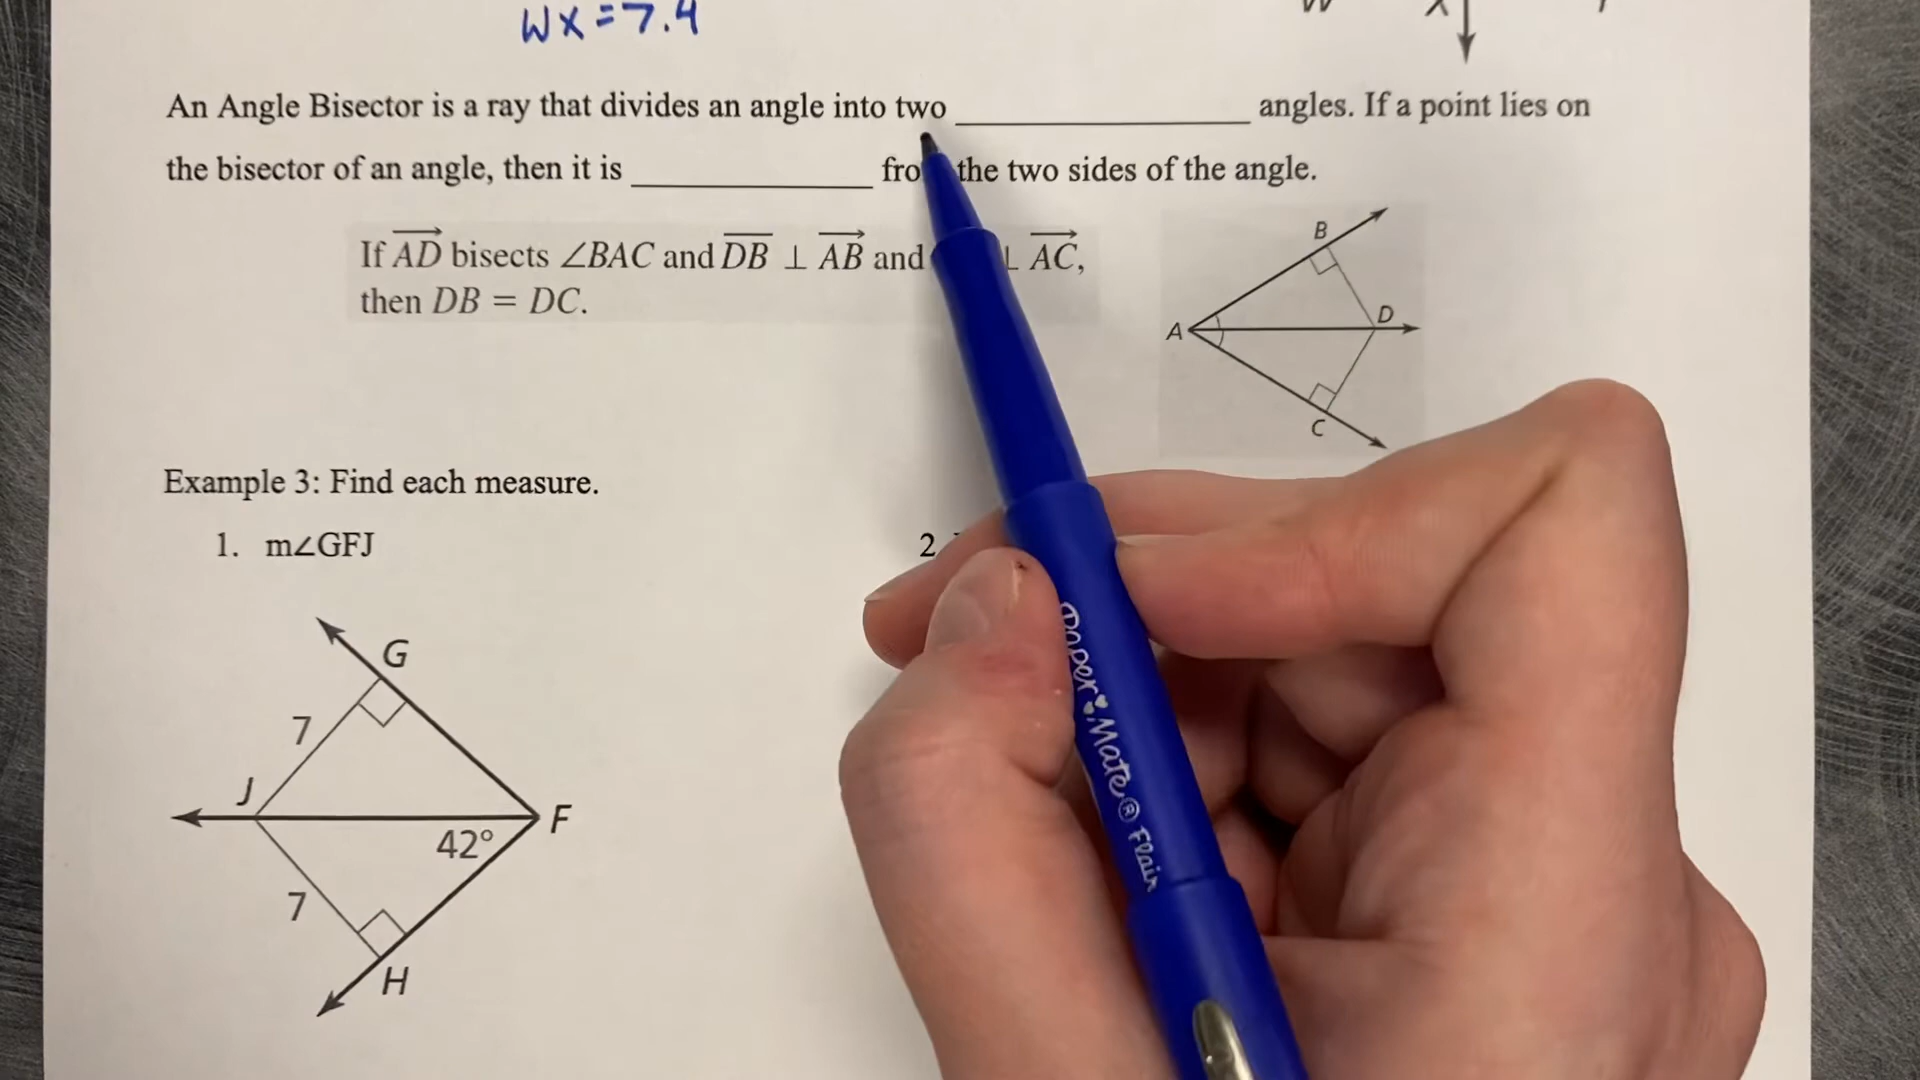 WX = 7.4
An Angle Bisector is a ray that divides an angle into two ____________ angles. If a point lies on
the bisector of an angle, then it is ____________ the two sides of the angle.
If AD bisects ∠BAC and DB ⊥ AB and ⊥ AC,
then DB = DC.
B
A
D
C
Example 3: Find each measure.
1. m∠GFJ
2
G
7
J
F
42°
7
H
Paper Mate® Flair